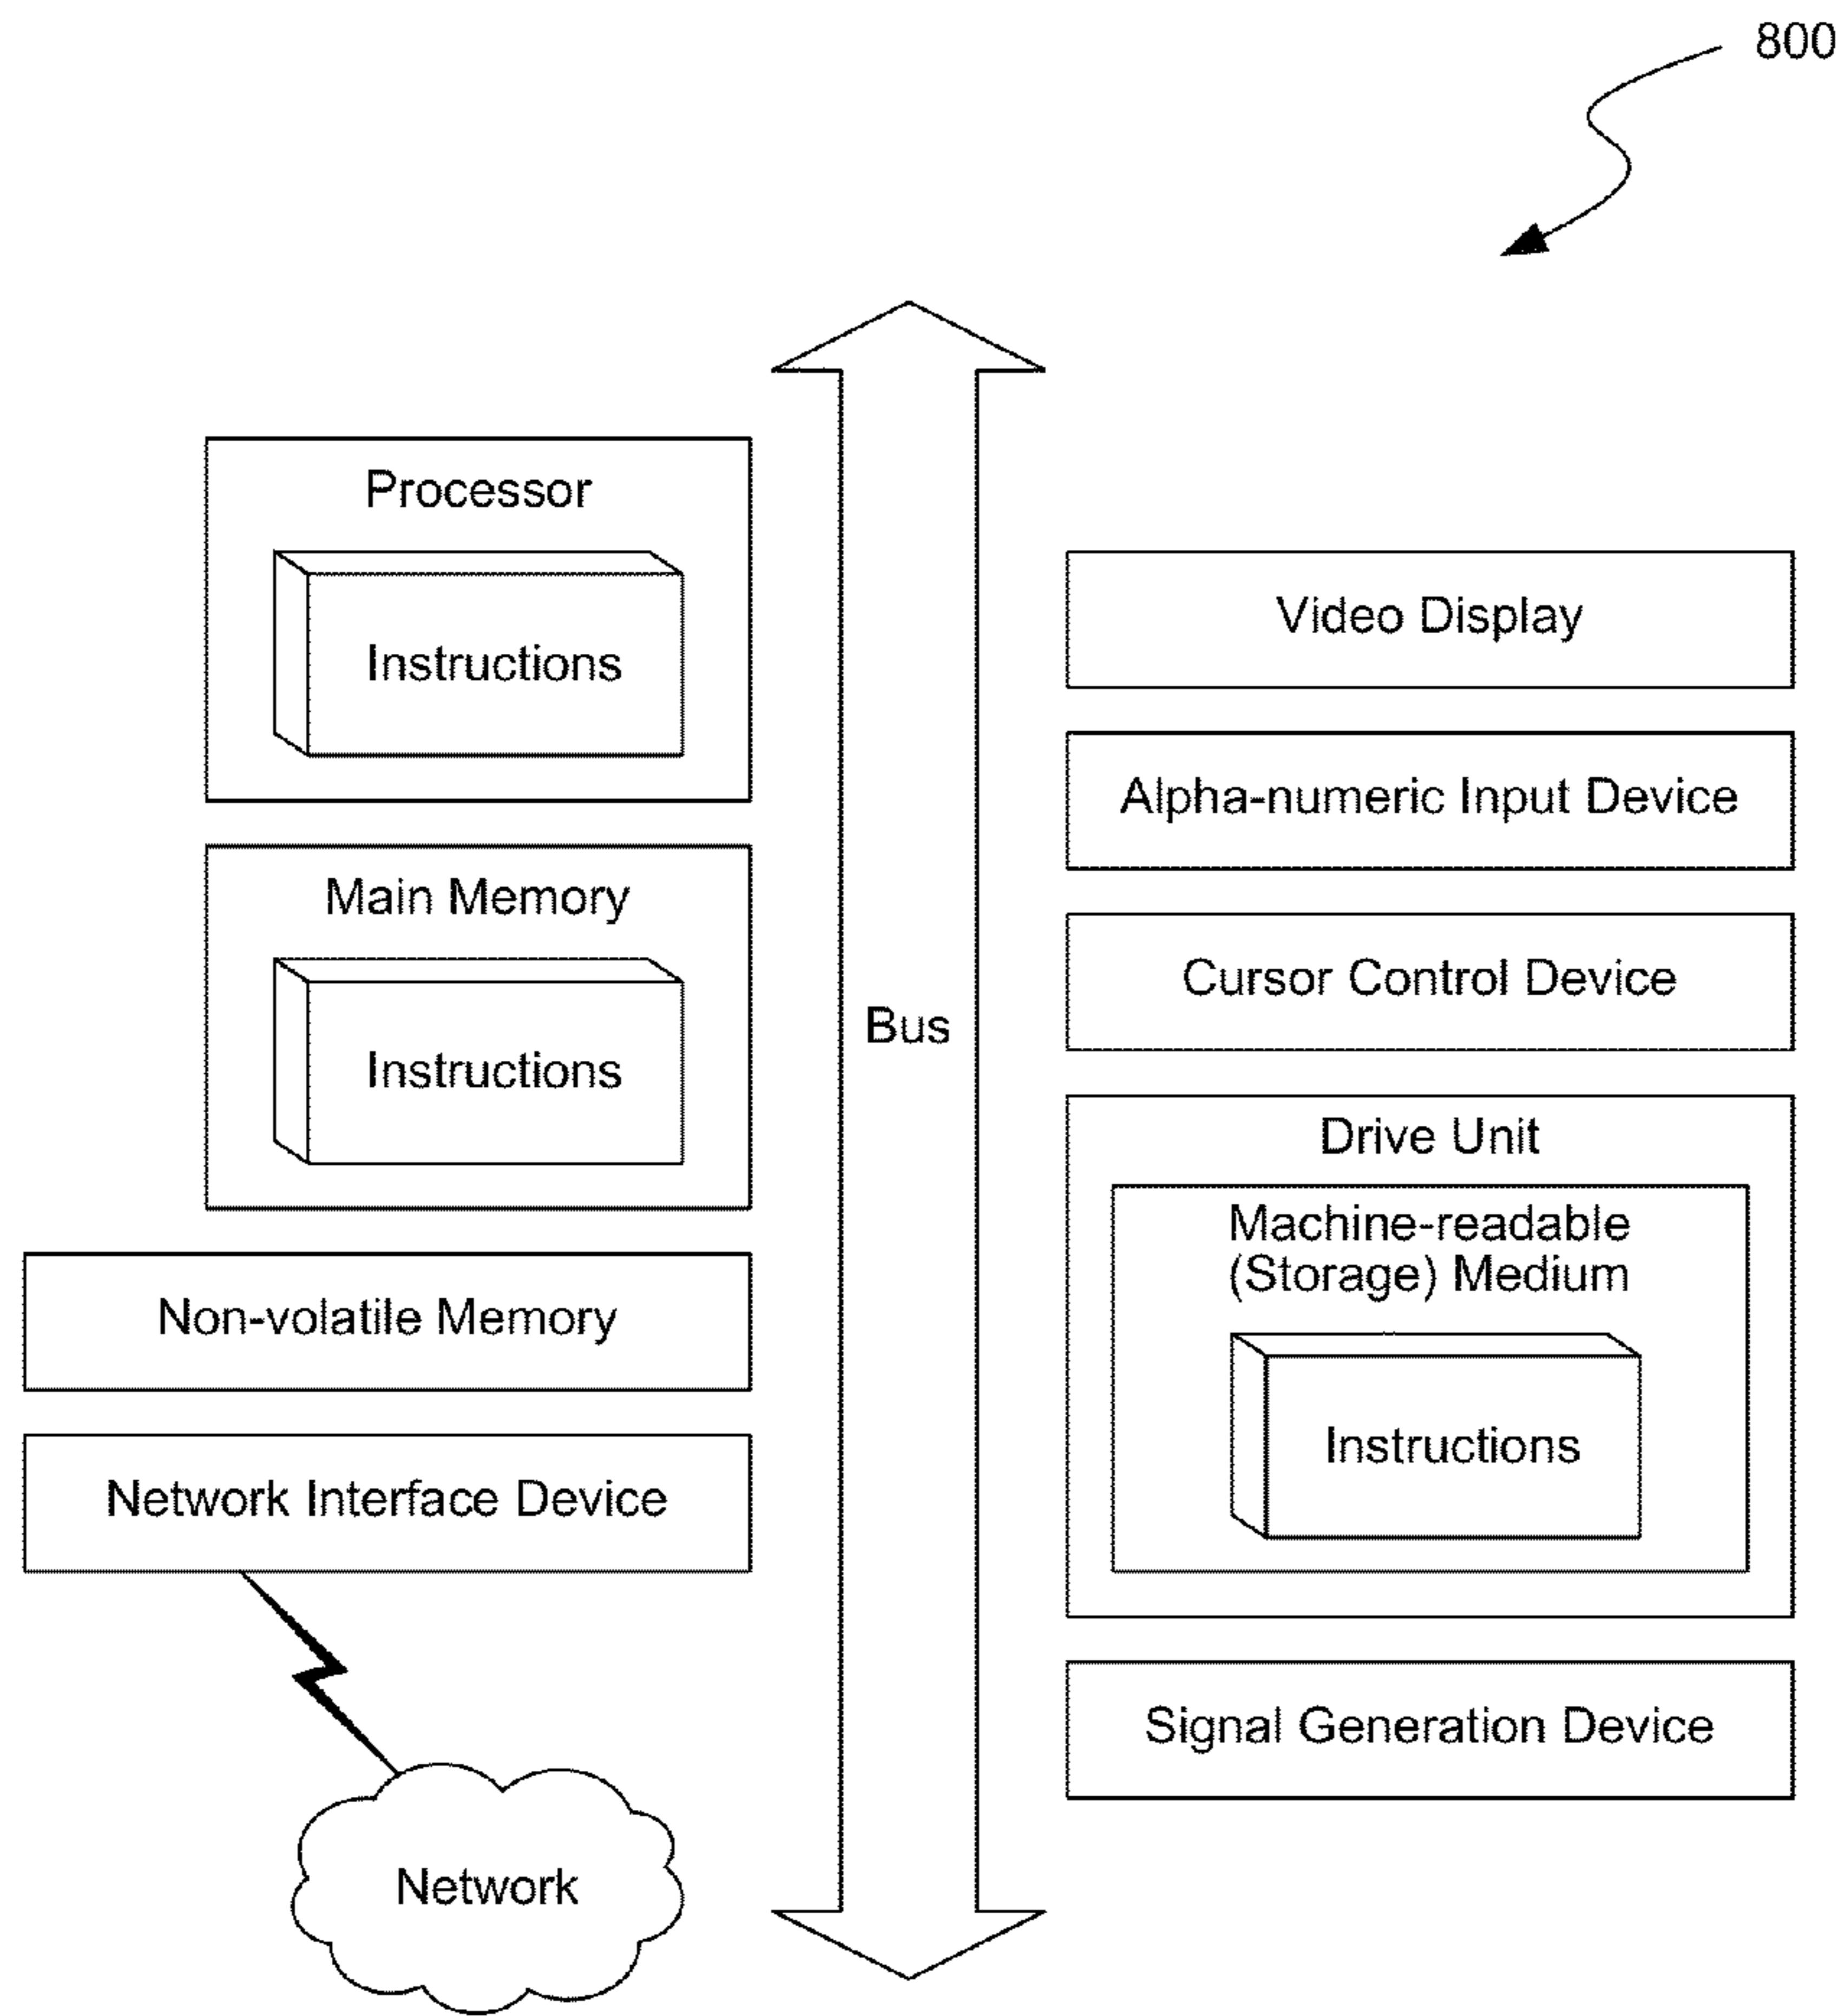 800
Processor
Instructions
Main Memory
Instructions
Non-volatile Memory
Network Interface Device
Network
Bus
Video Display
Alpha-numeric Input Device
Cursor Control Device
Drive Unit
Machine-readable
(Storage) Medium
Instructions
Signal Generation Device